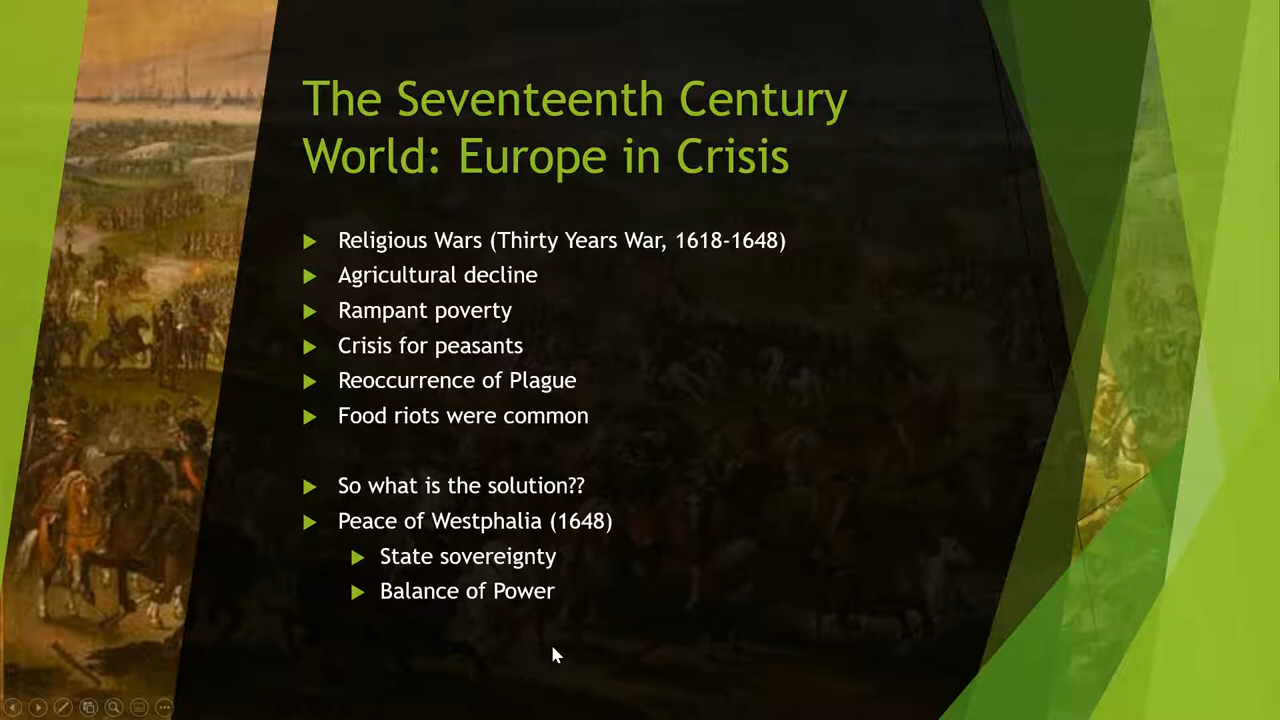 The Seventeenth Century
World: Europe in Crisis
Religious Wars (Thirty Years War, 1618-1648)
Agricultural decline
Rampant poverty
Crisis for peasants
Reoccurrence of Plague
Food riots were common
So what is the solution??
Peace of Westphalia (1648)
State sovereignty
Balance of Power